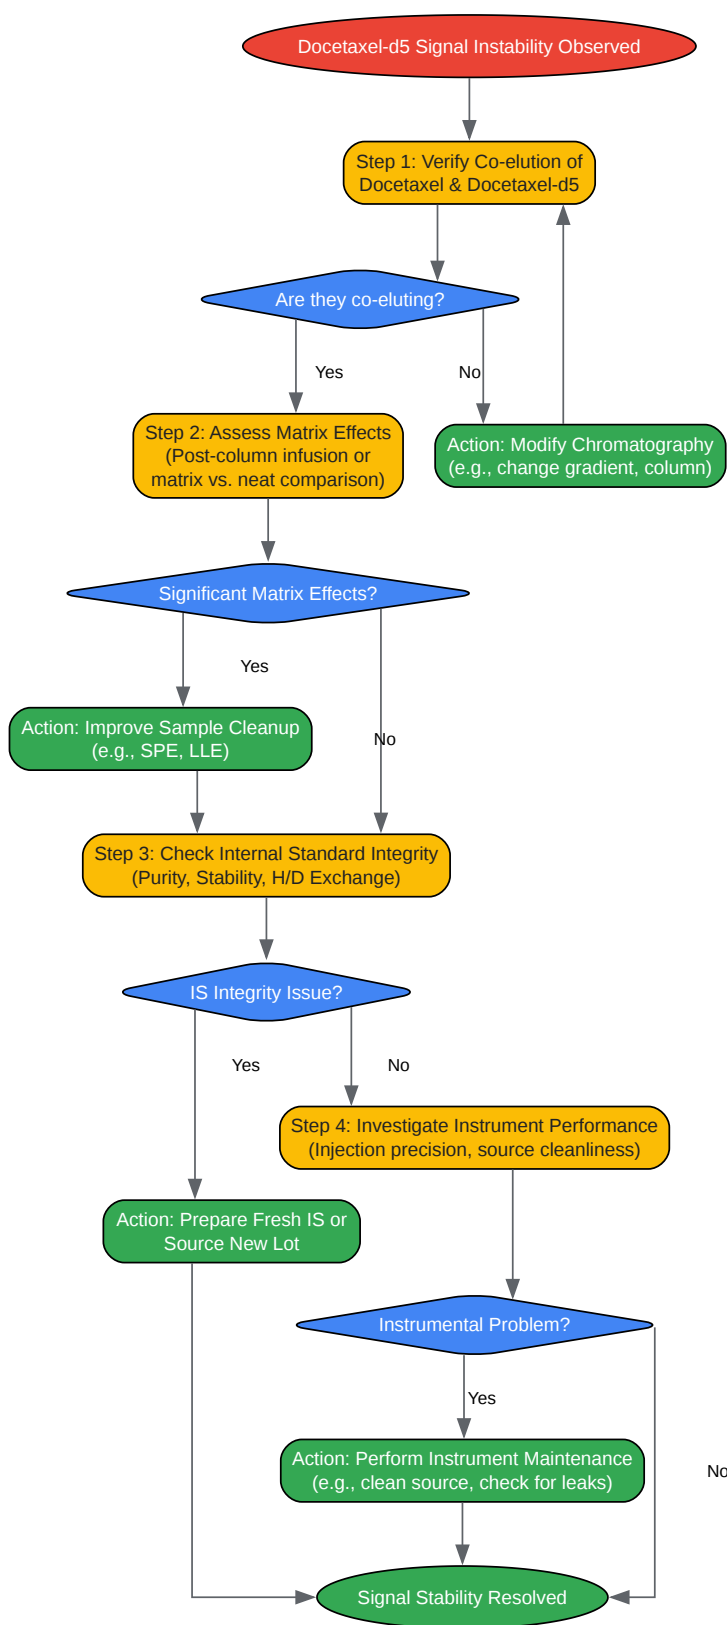 Docetaxel-d5 Signal Instability Observed
Step 1: Verify Co-elution of
Docetaxel & Docetaxel-d5
Are they co-eluting?
Yes
No
Step 2: Assess Matrix Effects
(Post-column infusion or
matrix vs. neat comparison)
Action: Modify Chromatography
(e.g., change gradient, column)
Significant Matrix Effects?
Yes
Action: Improve Sample Cleanup
(e.g., SPE, LLE)
No
Step 3: Check Internal Standard Integrity
(Purity, Stability, H/D Exchange)
IS Integrity Issue?
Yes
No
Step 4: Investigate Instrument Performance
(Injection precision, source cleanliness)
Action: Prepare Fresh IS or
Source New Lot
Instrumental Problem?
Yes
Action: Perform Instrument Maintenance
(e.g., clean source, check for leaks)
No
Signal Stability Resolved